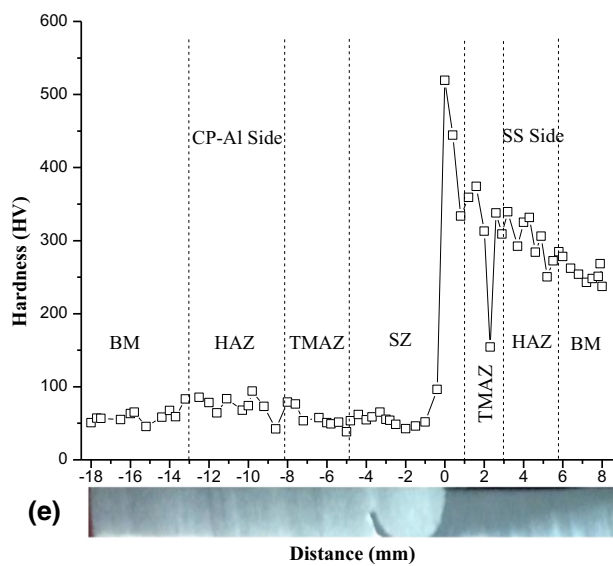 600
500
400
300
200
100
0
Hardness (HV)
CP-Al Side
SS Side
BM
HAZ
TMAZ
SZ
TMAZ
HAZ
BM
-18 -16 -14 -12 -10 -8 -6 -4 -2 0 2 4 6 8
(e)
Distance (mm)